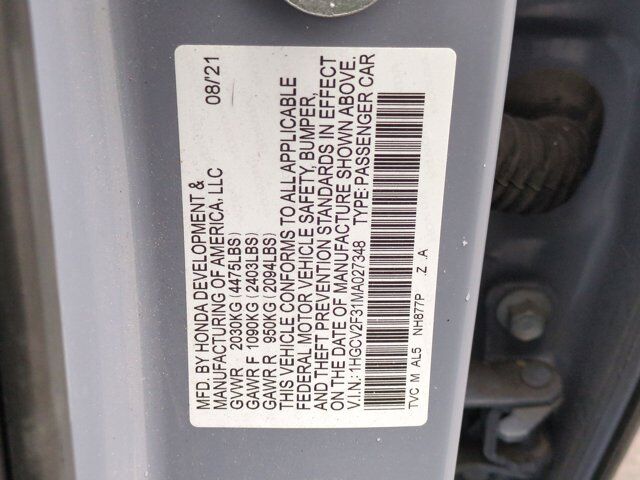 MFD. BY HONDA DEVELOPMENT & 08/'21
MANUFACTURING OF AMERICA, LLC
GVWR 2030KG (4475LBS)
GAWR F 1090KG (2403LBS)
GAWR R 950KG (2094LBS)
THIS VEHICLE CONFORMS TO ALL APPLICABLE
FEDERAL MOTOR VEHICLE SAFETY, BUMPER,
AND THEFT PREVENTION STANDARDS IN EFFECT
ON THE DATE OF MANUFACTURE SHOWN ABOVE.
V.I.N.: 1HGCV2F31MA027348 TYPE: PASSENGER CAR
TVC M AL5 NH877P Z .A